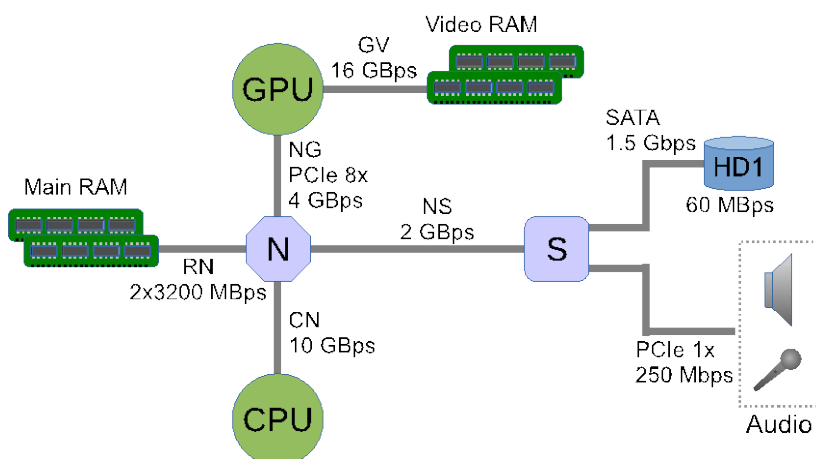 Video RAM
GV
16 GBps
GPU
SATA
1.5 Gbps
HD1
60 MBps
NG
PCIe 8x
4 GBps
Main RAM
NS
2 GBps
N
S
RN
2x3200 MBps
CN
10 GBps
PCIe 1x
250 Mbps
CPU
Audio